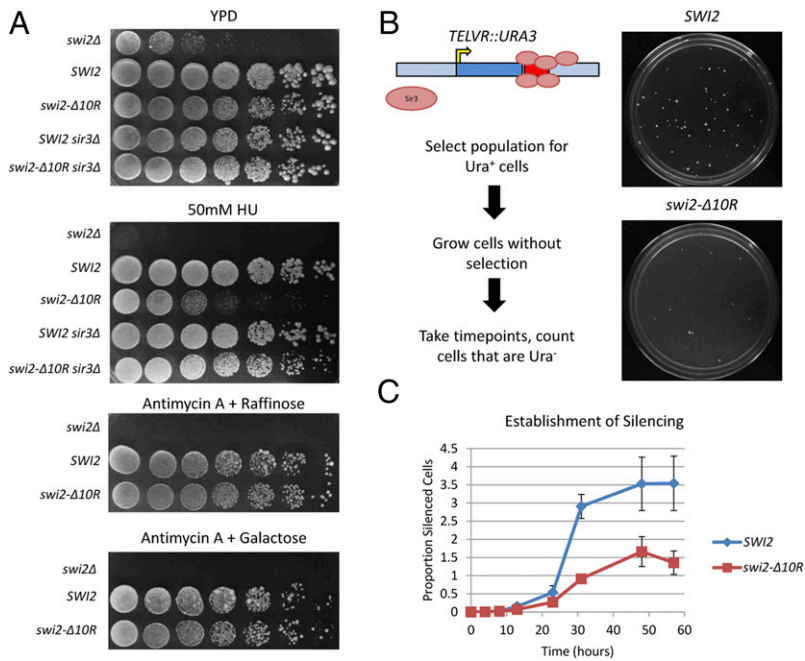 A
YPD
swi2Δ
SWI2
swi2-Δ10R
SWI2 sir3Δ
swi2-Δ10R sir3Δ
50mM HU
swi2Δ
SWI2
swi2-Δ10R
SWI2 sir3Δ
swi2-Δ10R sir3Δ
Antimycin A + Raffinose
swi2Δ
SWI2
swi2-Δ10R
Antimycin A + Galactose
swi2Δ
SWI2
swi2-Δ10R
B
TELVR::URA3
Sir3
Select population for
Ura⁺ cells
Grow cells without
selection
Take timepoints, count
cells that are Ura⁻
SWI2
swi2-Δ10R
C
Establishment of Silencing
Proportion Silenced Cells
4.5
4
3.5
3
2.5
2
1.5
1
0.5
0
0 10 20 30 40 50 60
Time (hours)
SWI2
swi2-Δ10R